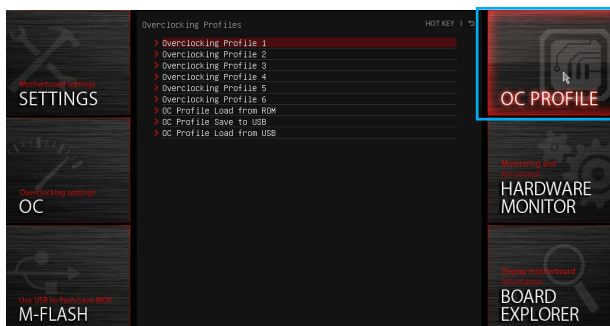 Overclocking Profiles
HOT KEY |
Overclocking Profile 1
Overclocking Profile 2
Overclocking Profile 3
Overclocking Profile 4
Overclocking Profile 5
Overclocking Profile 6
OC Profile Load from ROM
OC Profile Save to USB
OC Profile Load from USB
Motherboard settings
SETTINGS
Overclocking settings
OC
Use USB to flash/save BIOS
M-FLASH
OC PROFILE
Monitoring and
HARDWARE
MONITOR
Display motherboard
BOARD
EXPLORER